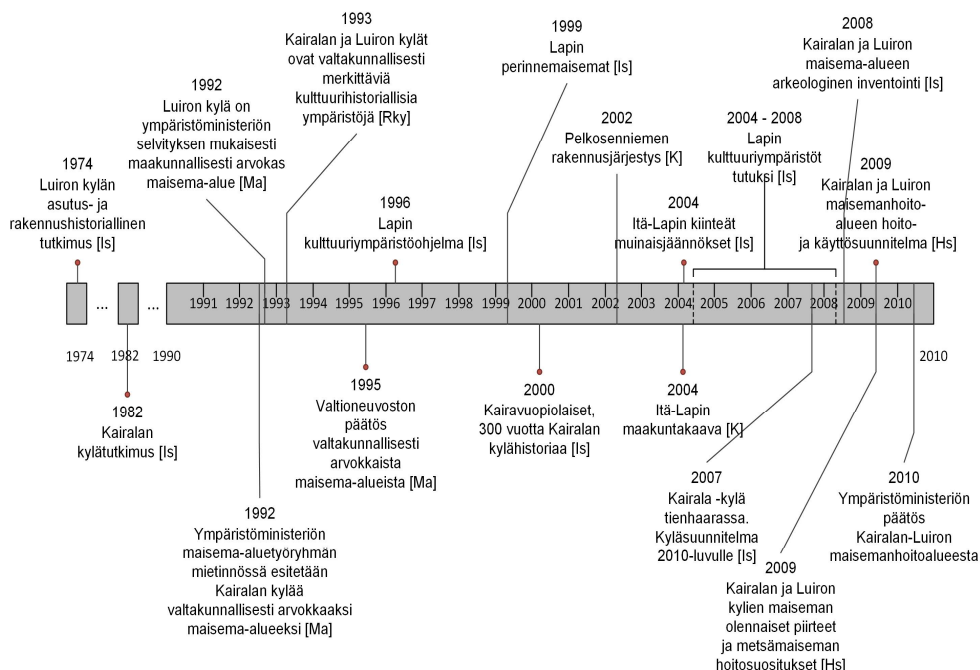 1974
Luiron kylän
asutus- ja
rakennushistoriallinen
tutkimus [Is]
1992
Luiron kylä on
ympäristöministeriön
selvityksen mukaisesti
maakunnallisesti arvokas
maisema-alue [Ma]
1993
Kairalan ja Luiron kylät
ovat valtakunnallisesti
merkittäviä
kulttuurihistoriallisia
ympäristöjä [Rky]
1996
Lapin
kulttuuriympäristöohjelma [Is]
1999
Lapin
perinnemaisemat [Is]
2002
Pelkosenniemen
rakennusjärjestys [K]
2004
Itä-Lapin kiinteät
muinaisjäännökset [Is]
2004 - 2008
Lapin
kulttuuriympäristöt
tutuksi [Is]
2008
Kairalan ja Luiron
maisema-alueen
arkeologinen inventointi [Is]
2009
Kairalan ja Luiron
maisemanhoito-
alueen hoito-
ja käyttösuunnitelma [Hs]
... ... 1991 1992 1993 1994 1995 1996 1997 1998 1999 2000 2001 2002 2003 2004 2005 2006 2007 2008 2009 2010
1974 1982 1990 2010
1982
Kairalan
kylätutkimus [Is]
1992
Ympäristöministeriön
maisema-aluetyöryhmän
mietinnössä esitetään
Kairalan kylää
valtakunnallisesti arvokkaaksi
maisema-alueeksi [Ma]
1995
Valtioneuvoston
päätös
valtakunnallisesti
arvokkaista
maisema-alueista [Ma]
2000
Kairavuopiolaiset,
300 vuotta Kairalan
kylähistoriaa [Is]
2004
Itä-Lapin
maakuntakaava [K]
2007
Kairala -kylä
tienhaarassa.
Kyläsuunnitelma
2010-luvulle [Is]
2009
Kairalan ja Luiron
kylien maiseman
olennaiset piirteet
ja metsämaiseman
hoitosuositukset [Hs]
2010
Ympäristöministeriön
päätös
Kairalan-Luiron
maisemanhoitoalueesta